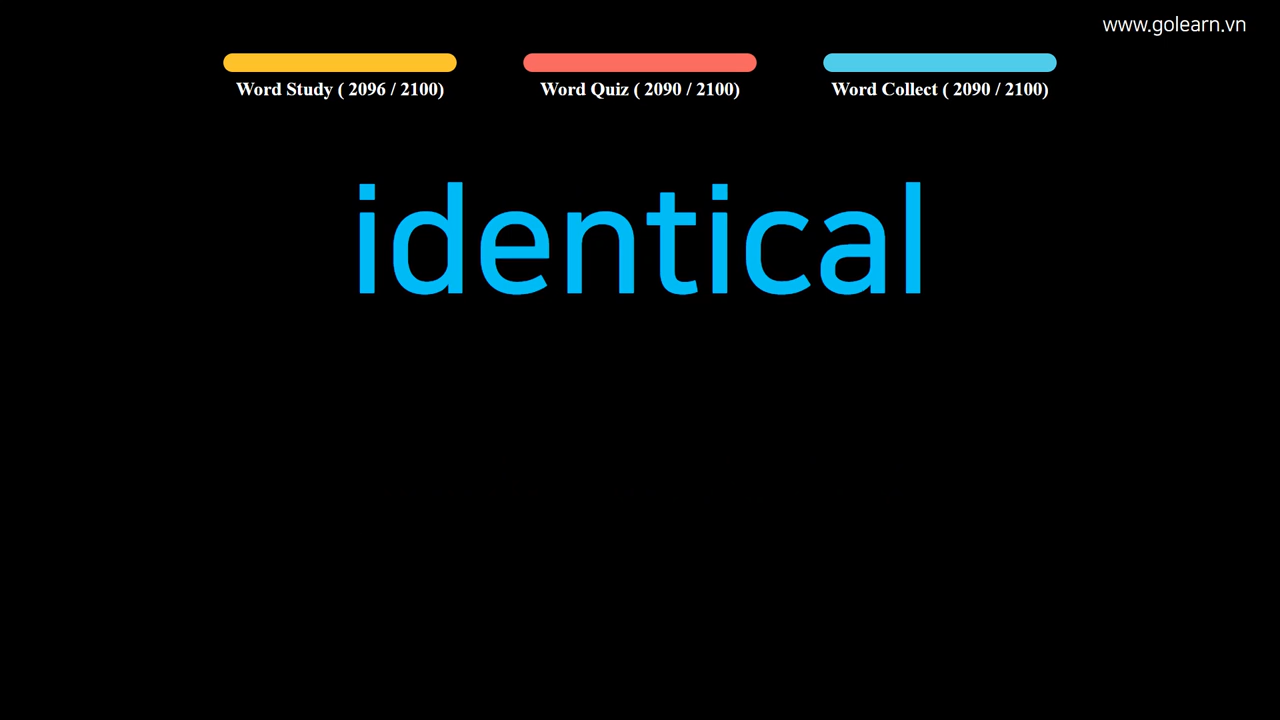 www.golearn.vn
Word Study ( 2096 / 2100)
Word Quiz ( 2090 / 2100)
Word Collect ( 2090 / 2100)
identical